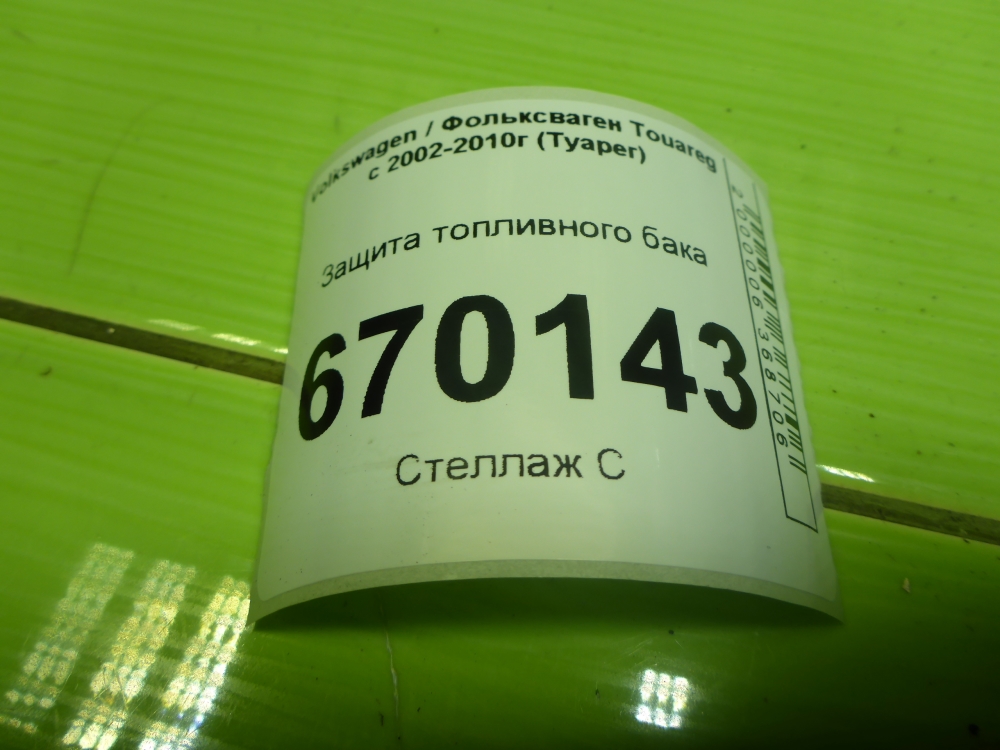 Volkswagen / Фольксваген Touareg
с 2002-2010г (Туарег)
Защита топливного бака
670143
Стеллаж С
2000006368706